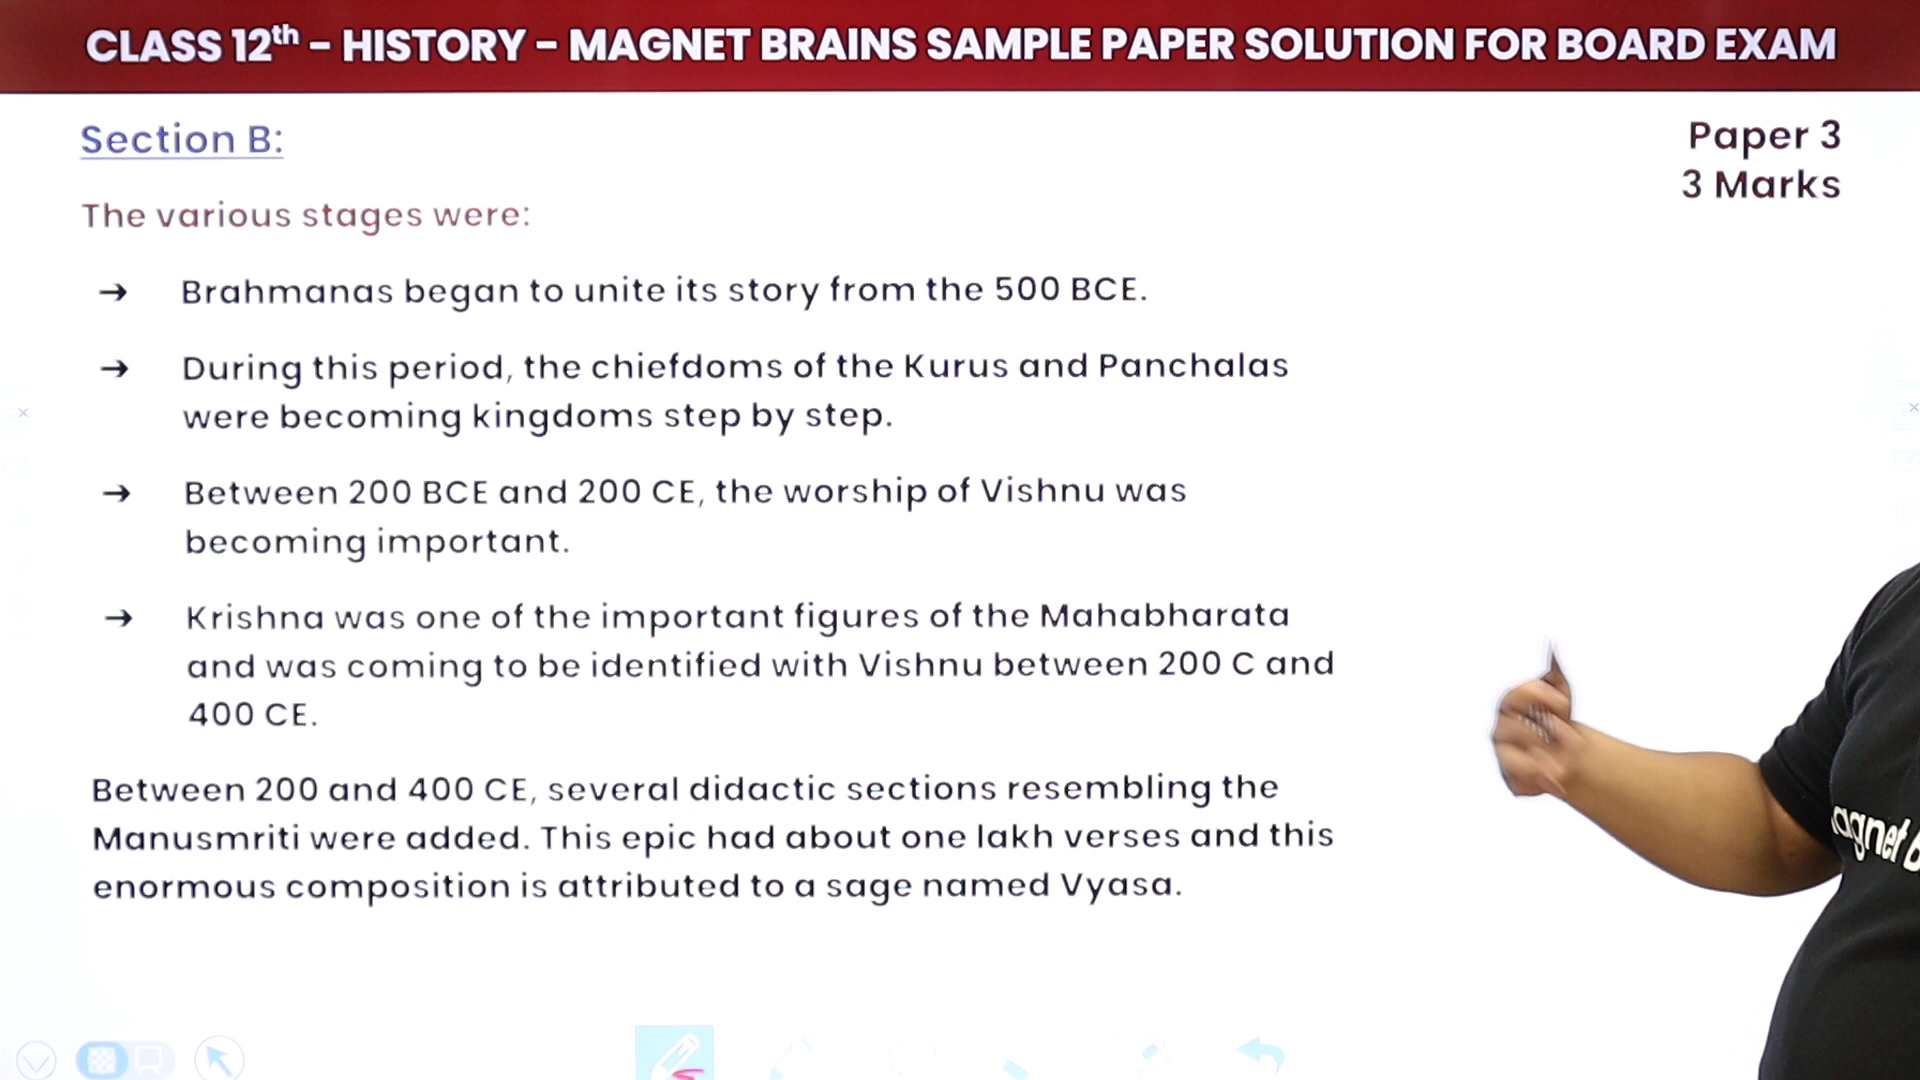 CLASS 12th – HISTORY – MAGNET BRAINS SAMPLE PAPER SOLUTION FOR BOARD EXAM
Section B:
Paper 3
3 Marks
The various stages were:
→ Brahmanas began to unite its story from the 500 BCE.
→ During this period, the chiefdoms of the Kurus and Panchalas
were becoming kingdoms step by step.
→ Between 200 BCE and 200 CE, the worship of Vishnu was
becoming important.
→ Krishna was one of the important figures of the Mahabharata
and was coming to be identified with Vishnu between 200 C and
400 CE.
Between 200 and 400 CE, several didactic sections resembling the
Manusmriti were added. This epic had about one lakh verses and this
enormous composition is attributed to a sage named Vyasa.